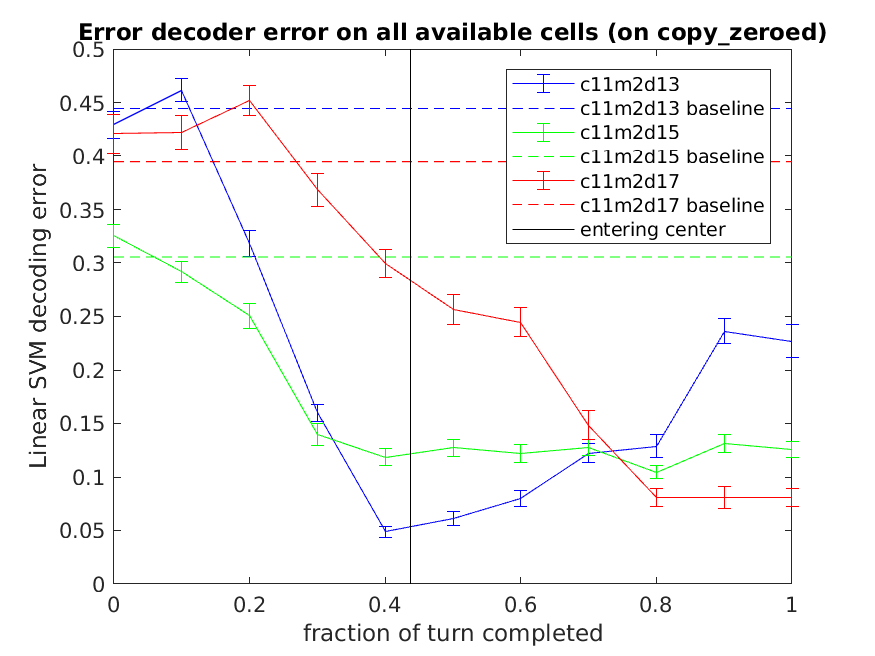 Error decoder error on all available cells (on copy_zeroed)
Linear SVM decoding error
0.5
0.45
0.4
0.35
0.3
0.25
0.2
0.15
0.1
0.05
0
c11m2d13
c11m2d13 baseline
c11m2d15
c11m2d15 baseline
c11m2d17
c11m2d17 baseline
entering center
0 0.2 0.4 0.6 0.8 1
fraction of turn completed